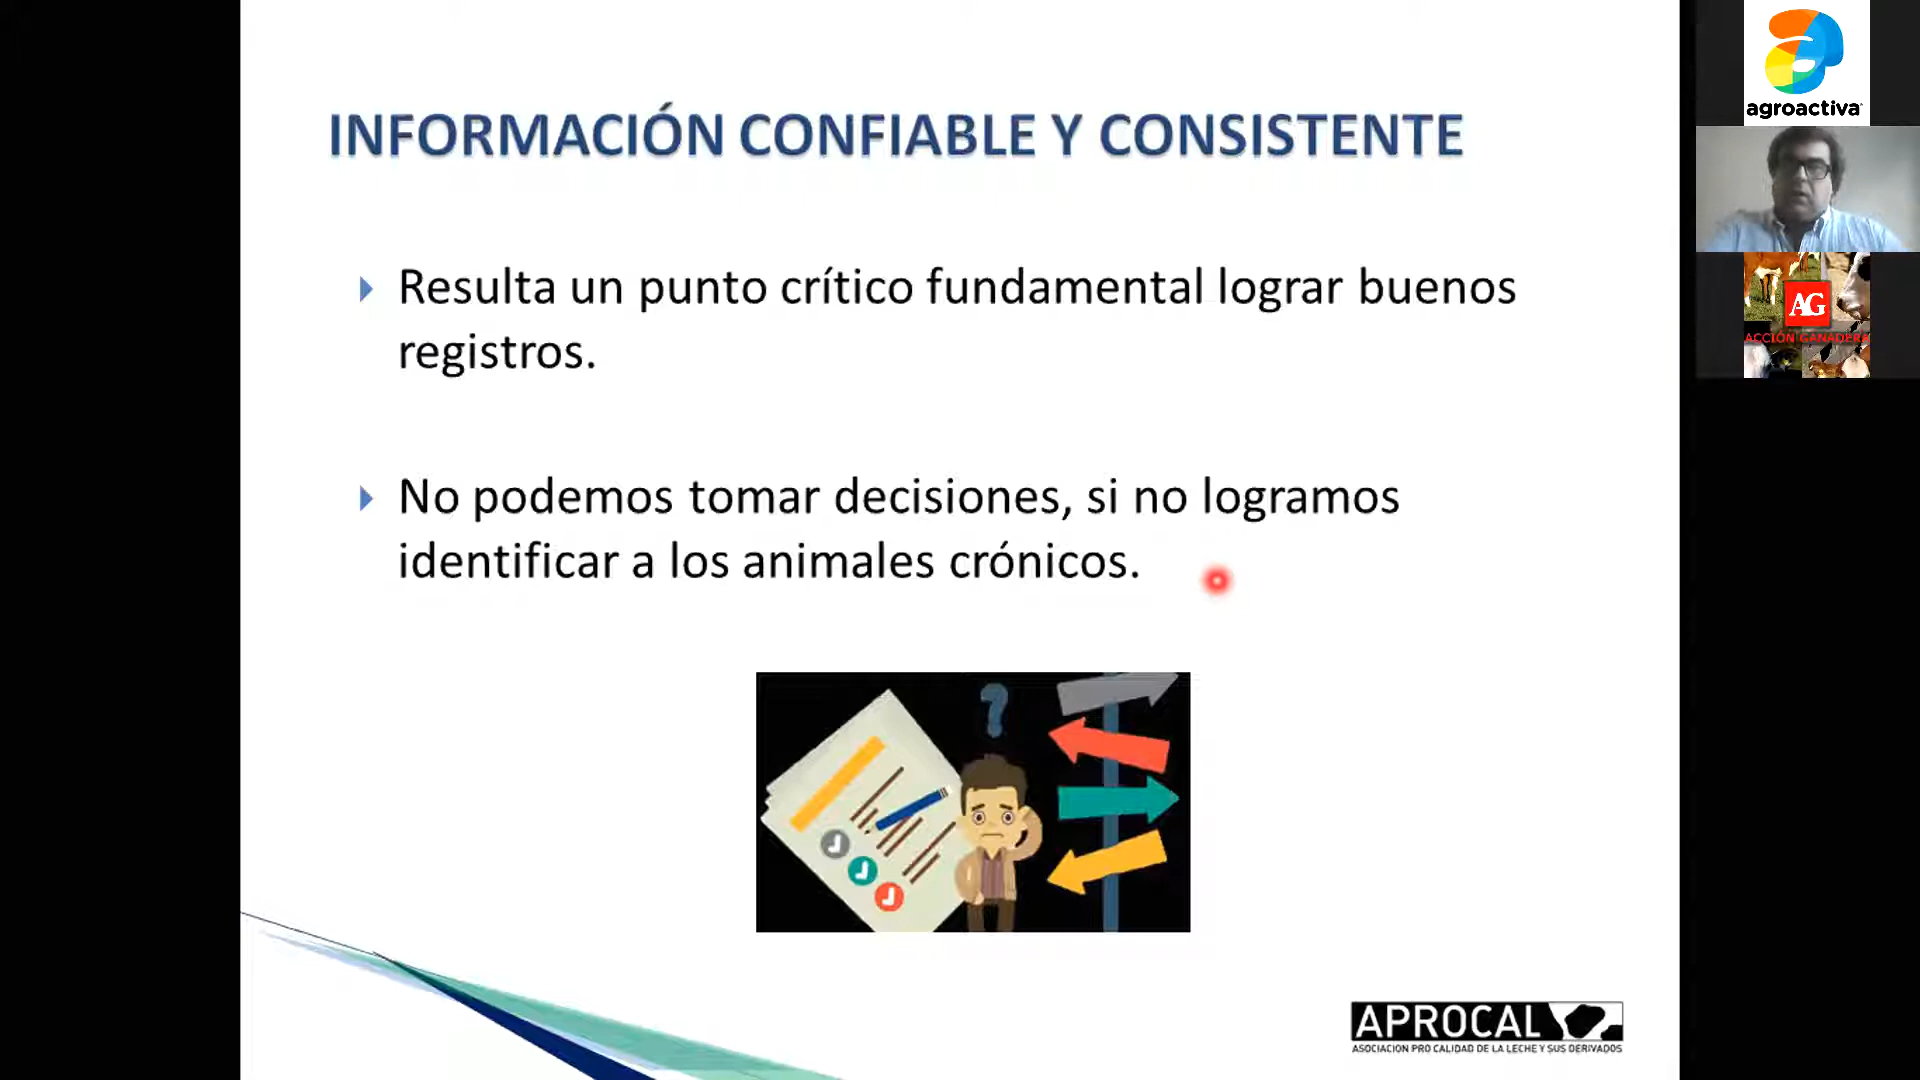 INFORMACIÓN CONFIABLE Y CONSISTENTE
Resulta un punto crítico fundamental lograr buenos
registros.
No podemos tomar decisiones, si no logramos
identificar a los animales crónicos.
?
APROCAL
ASOCIACION PRO CALIDAD DE LA LECHE Y SUS DERIVADOS
agroactiva
AG
ACCIÓN GANADERA